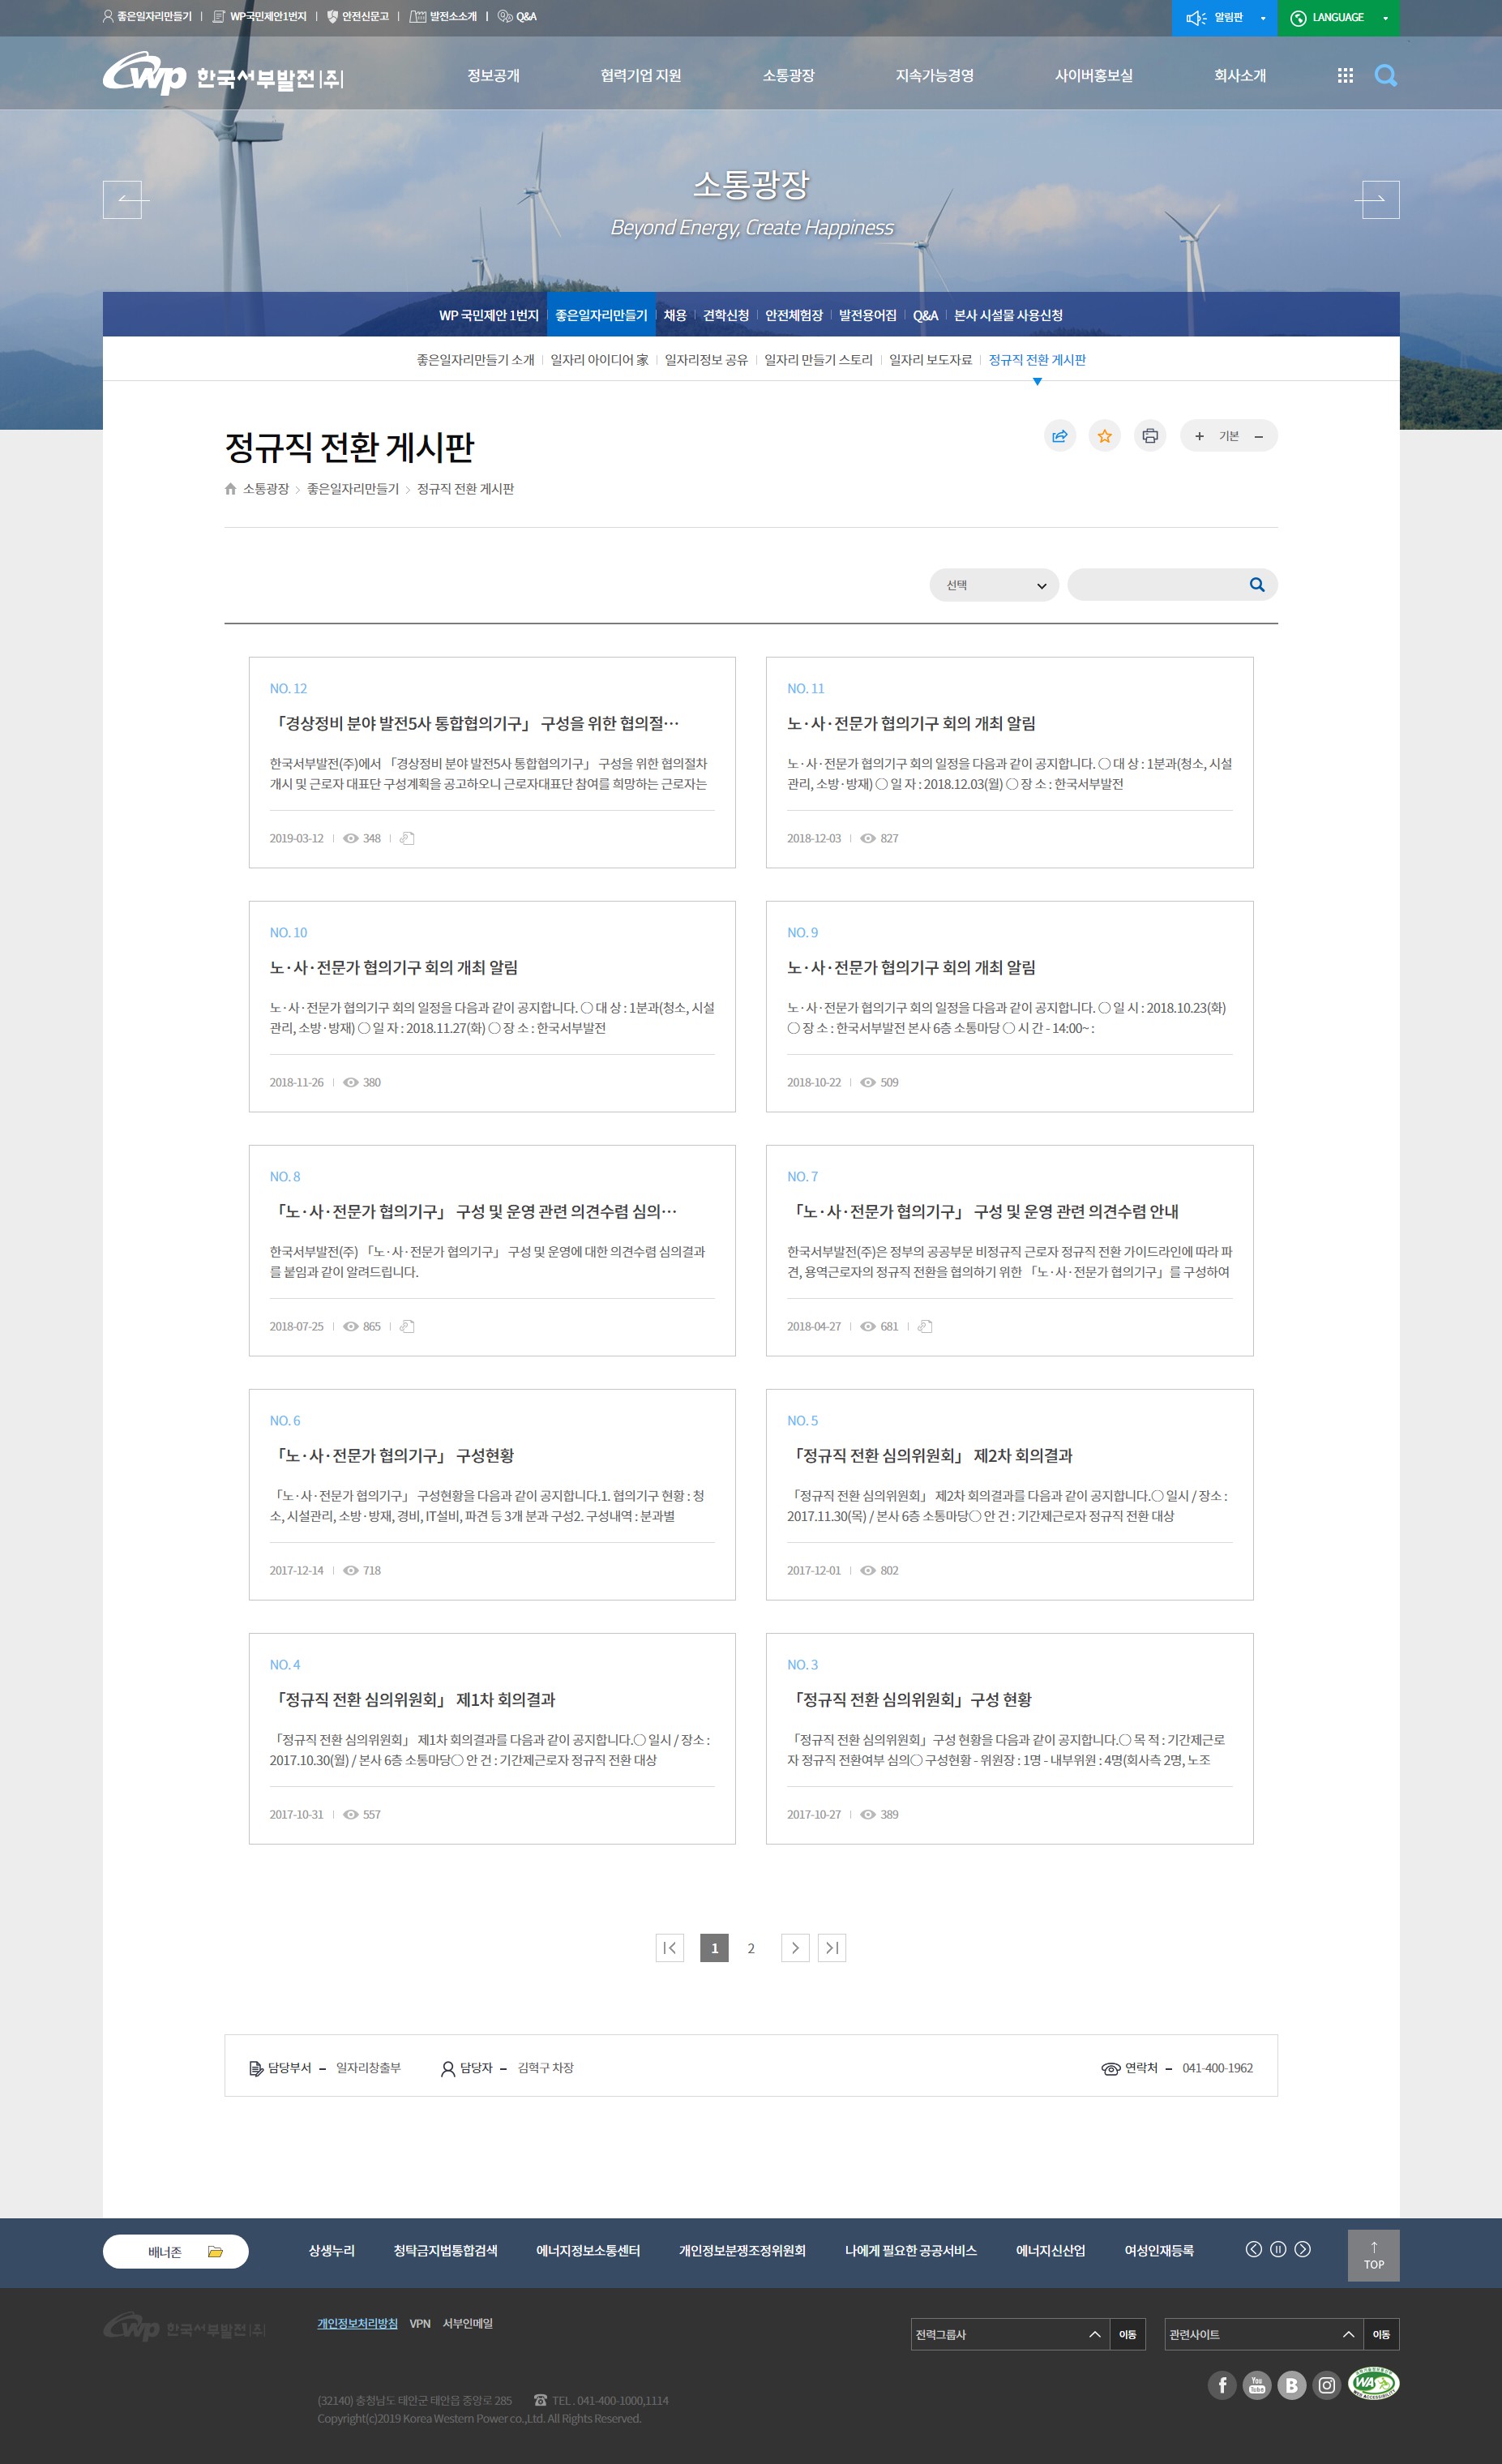 좋은일자리만들기 | WP국민제안1번지 | 안전신문고 | 발전소소개 | Q&A
알림판
LANGUAGE
WP 한국서부발전(주)
정보공개 협력기업 지원 소통광장 지속가능경영 사이버홍보실 회사소개
소통광장
Beyond Energy, Create Happiness
WP 국민제안 1번지 | 좋은일자리만들기 | 채용 | 견학신청 | 안전체험장 | 발전용어집 | Q&A | 본사 시설물 사용신청
좋은일자리만들기 소개 | 일자리 아이디어 家 | 일자리정보 공유 | 일자리 만들기 스토리 | 일자리 보도자료 | 정규직 전환 게시판
정규직 전환 게시판
+ 기본 −
소통광장 > 좋은일자리만들기 > 정규직 전환 게시판
선택
NO. 12
「경상정비 분야 발전5사 통합협의기구」 구성을 위한 협의절…
한국서부발전(주)에서 「경상정비 분야 발전5사 통합협의기구」 구성을 위한 협의절차
개시 및 근로자 대표단 구성계획을 공고하오니 근로자대표단 참여를 희망하는 근로자는
2019-03-12 | 348
NO. 11
노·사·전문가 협의기구 회의 개최 알림
노·사·전문가 협의기구 회의 일정을 다음과 같이 공지합니다. ○ 대 상 : 1분과(청소, 시설
관리, 소방·방재) ○ 일 자 : 2018.12.03(월) ○ 장 소 : 한국서부발전
2018-12-03 | 827
NO. 10
노·사·전문가 협의기구 회의 개최 알림
노·사·전문가 협의기구 회의 일정을 다음과 같이 공지합니다. ○ 대 상 : 1분과(청소, 시설
관리, 소방·방재) ○ 일 자 : 2018.11.27(화) ○ 장 소 : 한국서부발전
2018-11-26 | 380
NO. 9
노·사·전문가 협의기구 회의 개최 알림
노·사·전문가 협의기구 회의 일정을 다음과 같이 공지합니다. ○ 일 시 : 2018.10.23(화)
○ 장 소 : 한국서부발전 본사 6층 소통마당 ○ 시 간 - 14:00~ :
2018-10-22 | 509
NO. 8
「노·사·전문가 협의기구」 구성 및 운영 관련 의견수렴 심의…
한국서부발전(주) 「노·사·전문가 협의기구」 구성 및 운영에 대한 의견수렴 심의결과
를 붙임과 같이 알려드립니다.
2018-07-25 | 865
NO. 7
「노·사·전문가 협의기구」 구성 및 운영 관련 의견수렴 안내
한국서부발전(주)은 정부의 공공부문 비정규직 근로자 정규직 전환 가이드라인에 따라 파
견, 용역근로자의 정규직 전환을 협의하기 위한 「노·사·전문가 협의기구」를 구성하여
2018-04-27 | 681
NO. 6
「노·사·전문가 협의기구」 구성현황
「노·사·전문가 협의기구」 구성현황을 다음과 같이 공지합니다.1. 협의기구 현황 : 청
소, 시설관리, 소방·방재, 경비, IT설비, 파견 등 3개 분과 구성2. 구성내역 : 분과별
2017-12-14 | 718
NO. 5
「정규직 전환 심의위원회」 제2차 회의결과
「정규직 전환 심의위원회」 제2차 회의결과를 다음과 같이 공지합니다.○ 일시 / 장소 :
2017.11.30(목) / 본사 6층 소통마당○ 안 건 : 기간제근로자 정규직 전환 대상
2017-12-01 | 802
NO. 4
「정규직 전환 심의위원회」 제1차 회의결과
「정규직 전환 심의위원회」 제1차 회의결과를 다음과 같이 공지합니다.○ 일시 / 장소 :
2017.10.30(월) / 본사 6층 소통마당○ 안 건 : 기간제근로자 정규직 전환 대상
2017-10-31 | 557
NO. 3
「정규직 전환 심의위원회」구성 현황
「정규직 전환 심의위원회」구성 현황을 다음과 같이 공지합니다.○ 목 적 : 기간제근로
자 정규직 전환여부 심의○ 구성현황 - 위원장 : 1명 - 내부위원 : 4명(회사측 2명, 노조
2017-10-27 | 389
1 2
담당부서 – 일자리창출부 담당자 – 김혁구 차장 연락처 – 041-400-1962
배너존
상생누리 청탁금지법통합검색 에너지정보소통센터 개인정보분쟁조정위원회 나에게 필요한 공공서비스 에너지신산업 여성인재등록
↑
TOP
WP 한국서부발전(주)
개인정보처리방침 VPN 서부인메일
전력그룹사 이동
관련사이트 이동
f You Tube B WA WEB ACCESSIBILITY
(32140) 충청남도 태안군 태안읍 중앙로 285 TEL . 041-400-1000,1114
Copyright(c)2019 Korea Western Power co.,Ltd. All Rights Reserved.